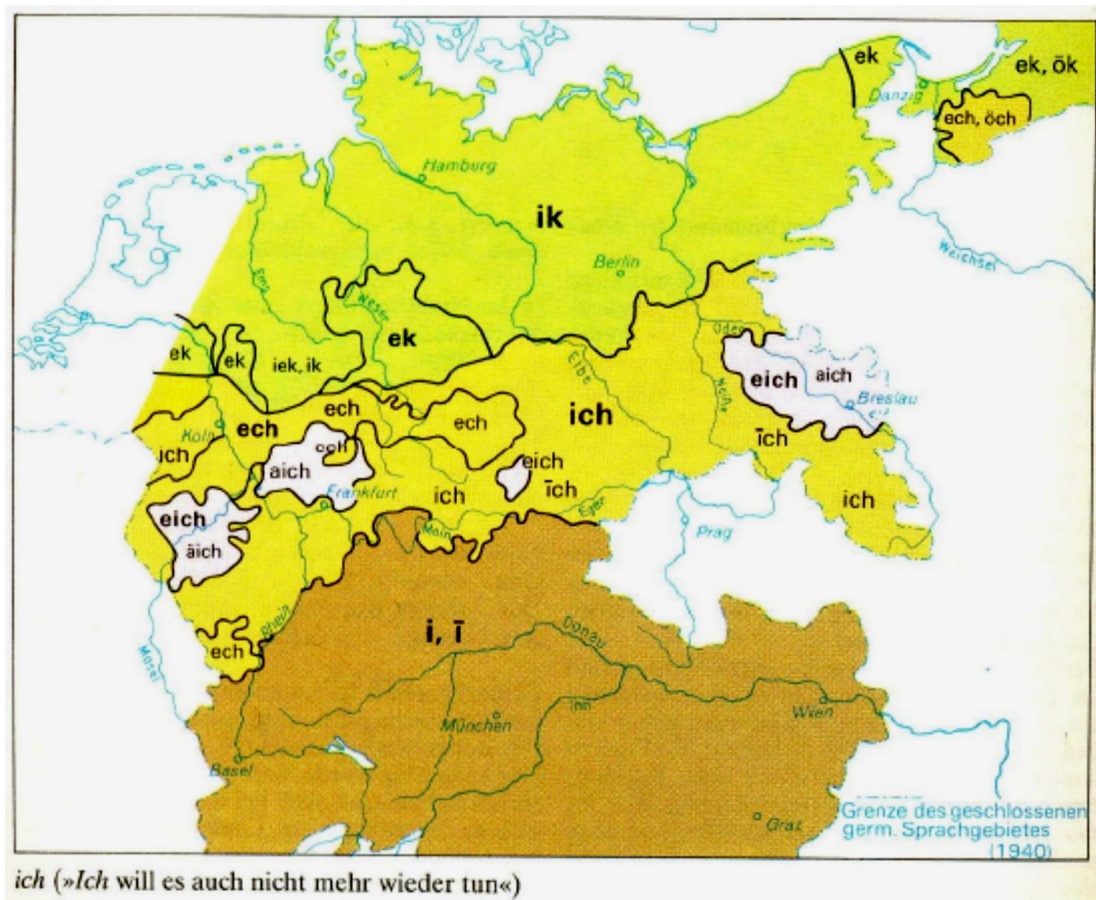 ek
ek, ōk
Danzig
ech, öch
Hamburg
ik
Weichsel
Berlin
Ems
Weser
ek
Oder
ek
ek
iek, ik
Elbe
Neiße
eich
aich
Breslau
ech
ech
ich
Köln
ech
ich
īch
aich
eich
īch
ich
Frankfurt
ich
eich
Main
Eger
Prag
äich
i, ī
Rhein
Donau
ech
Mosel
Inn
München
Wien
Basel
Graz
Grenze des geschlossenen
germ. Sprachgebietes
(1940)
ich (»Ich will es auch nicht mehr wieder tun«)